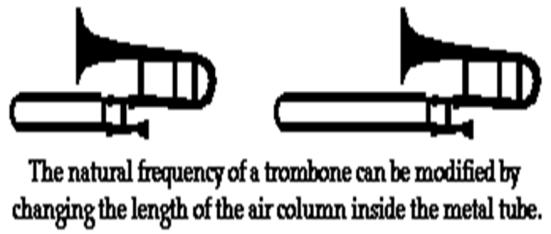 The natural frequency of a trombone can be modified by
changing the length of the air column inside the metal tube.